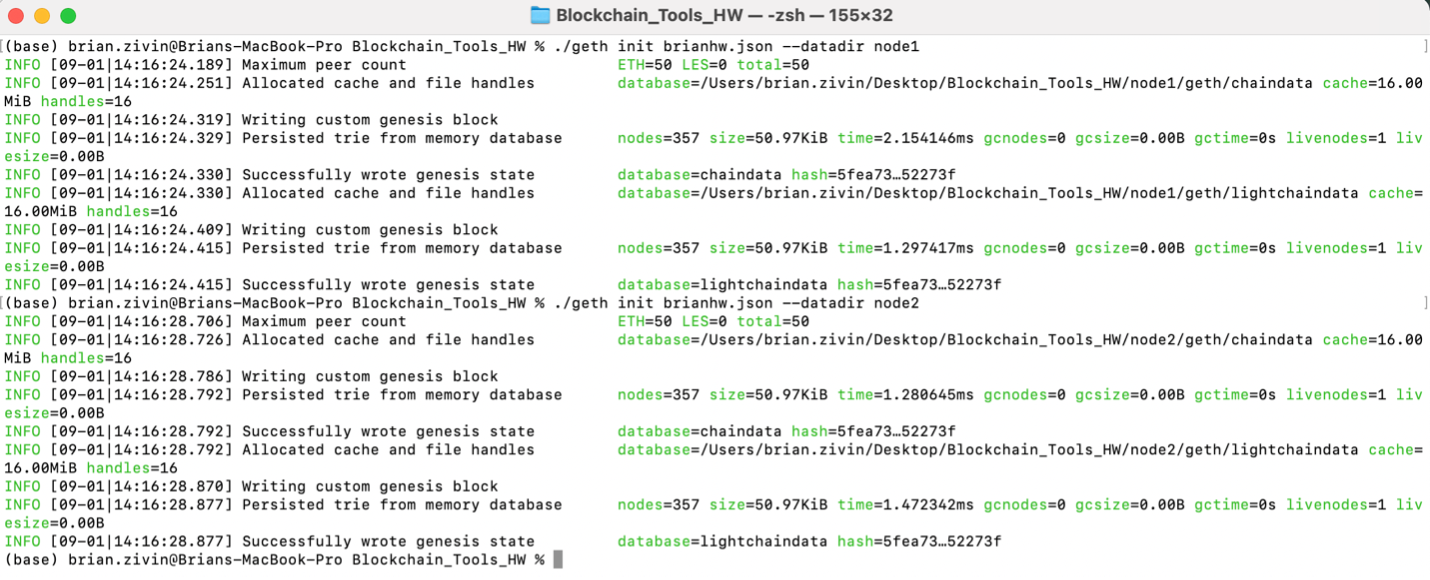 Blockchain_Tools_HW — -zsh — 155×32
(base) brian.zivin@Brians-MacBook-Pro Blockchain_Tools_HW % ./geth init brianhw.json --datadir node1
INFO [09-01|14:16:24.189] Maximum peer count ETH=50 LES=0 total=50
INFO [09-01|14:16:24.251] Allocated cache and file handles database=/Users/brian.zivin/Desktop/Blockchain_Tools_HW/node1/geth/chaindata cache=16.00
MiB handles=16
INFO [09-01|14:16:24.319] Writing custom genesis block
INFO [09-01|14:16:24.329] Persisted trie from memory database nodes=357 size=50.97KiB time=2.154146ms gcnodes=0 gcsize=0.00B gctime=0s livenodes=1 liv
esize=0.00B
INFO [09-01|14:16:24.330] Successfully wrote genesis state database=chaindata hash=5fea73…52273f
INFO [09-01|14:16:24.330] Allocated cache and file handles database=/Users/brian.zivin/Desktop/Blockchain_Tools_HW/node1/geth/lightchaindata cache=
16.00MiB handles=16
INFO [09-01|14:16:24.409] Writing custom genesis block
INFO [09-01|14:16:24.415] Persisted trie from memory database nodes=357 size=50.97KiB time=1.297417ms gcnodes=0 gcsize=0.00B gctime=0s livenodes=1 liv
esize=0.00B
INFO [09-01|14:16:24.415] Successfully wrote genesis state database=lightchaindata hash=5fea73…52273f
(base) brian.zivin@Brians-MacBook-Pro Blockchain_Tools_HW % ./geth init brianhw.json --datadir node2
INFO [09-01|14:16:28.706] Maximum peer count ETH=50 LES=0 total=50
INFO [09-01|14:16:28.726] Allocated cache and file handles database=/Users/brian.zivin/Desktop/Blockchain_Tools_HW/node2/geth/chaindata cache=16.00
MiB handles=16
INFO [09-01|14:16:28.786] Writing custom genesis block
INFO [09-01|14:16:28.792] Persisted trie from memory database nodes=357 size=50.97KiB time=1.280645ms gcnodes=0 gcsize=0.00B gctime=0s livenodes=1 liv
esize=0.00B
INFO [09-01|14:16:28.792] Successfully wrote genesis state database=chaindata hash=5fea73…52273f
INFO [09-01|14:16:28.792] Allocated cache and file handles database=/Users/brian.zivin/Desktop/Blockchain_Tools_HW/node2/geth/lightchaindata cache=
16.00MiB handles=16
INFO [09-01|14:16:28.870] Writing custom genesis block
INFO [09-01|14:16:28.877] Persisted trie from memory database nodes=357 size=50.97KiB time=1.472342ms gcnodes=0 gcsize=0.00B gctime=0s livenodes=1 liv
esize=0.00B
INFO [09-01|14:16:28.877] Successfully wrote genesis state database=lightchaindata hash=5fea73…52273f
(base) brian.zivin@Brians-MacBook-Pro Blockchain_Tools_HW %